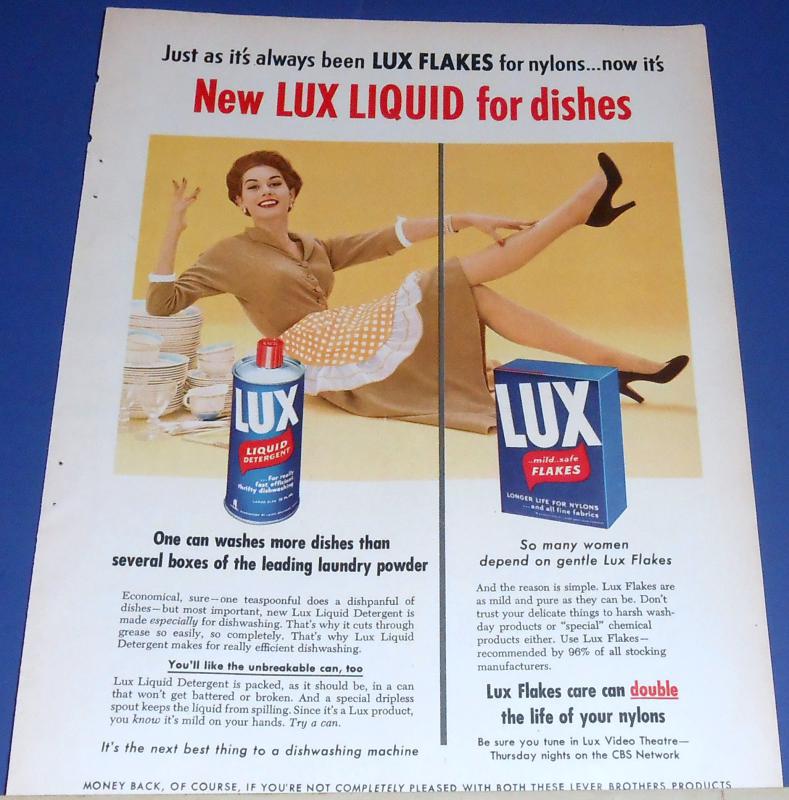 Just as it's always been LUX FLAKES for nylons...now it's
New LUX LIQUID for dishes
LUX
LIQUID
DETERGENT
...For really
fast efficient
thrifty dishwashing
LUX
...mild..safe
FLAKES
LONGER LIFE FOR NYLONS
...and all fine fabrics
One can washes more dishes than
several boxes of the leading laundry powder
Economical, sure—one teaspoonful does a dishpanful of
dishes—but most important, new Lux Liquid Detergent is
made especially for dishwashing. That's why it cuts through
grease so easily, so completely. That's why Lux Liquid
Detergent makes for really efficient dishwashing.
You'll like the unbreakable can, too
Lux Liquid Detergent is packed, as it should be, in a can
that won't get battered or broken. And a special dripless
spout keeps the liquid from spilling. Since it's a Lux product,
you know it's mild on your hands. Try a can.
It's the next best thing to a dishwashing machine
So many women
depend on gentle Lux Flakes
And the reason is simple. Lux Flakes are
as mild and pure as they can be. Don't
trust your delicate things to harsh wash-
day products or "special" chemical
products either. Use Lux Flakes—
recommended by 96% of all stocking
manufacturers.
Lux Flakes care can double
the life of your nylons
Be sure you tune in Lux Video Theatre—
Thursday nights on the CBS Network
MONEY BACK, OF COURSE, IF YOU'RE NOT COMPLETELY PLEASED WITH BOTH THESE LEVER BROTHERS PRODUCTS